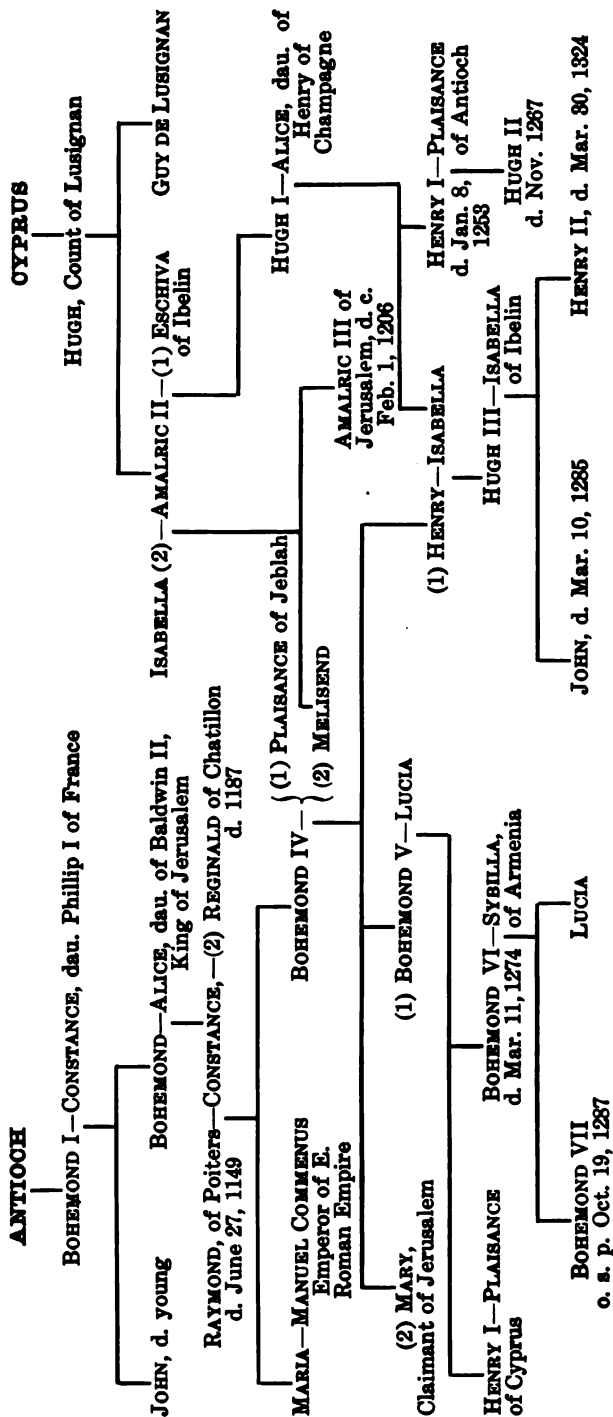 ANTIOCH
BOHEMOND I—CONSTANCE, dau. Phillip I of France
JOHN, d. young
BOHEMOND—ALICE, dau. of Baldwin II,
King of Jerusalem
RAYMOND, of Poiters—CONSTANCE,—(2) REGINALD of Chatillon
d. June 27, 1149
d. 1187
MARIA—MANUEL COMMENUS
Emperor of E.
Roman Empire
BOHEMOND IV—
(1) PLAISANCE of Jeblah
(2) MELISEND
(2) MARY,
Claimant of Jerusalem
(1) BOHEMOND V—LUCIA
(1) HENRY—ISABELLA
HENRY I—PLAISANCE
of Cyprus
BOHEMOND VI—SYBILLA,
d. Mar. 11, 1274 of Armenia
BOHEMOND VII
o. s. p. Oct. 19, 1287
LUCIA
CYPRUS
HUGH, Count of Lusignan
ISABELLA (2)—AMALRIC II—(1) ESCHIVA
of Ibelin
GUY DE LUSIGNAN
AMALRIC III of
Jerusalem, d. c.
Feb. 1, 1206
HUGH I—ALICE, dau. of
Henry of
Champagne
HENRY I—PLAISANCE
d. Jan. 8, of Antioch
1253
HUGH II
d. Nov. 1267
HUGH III—ISABELLA
of Ibelin
JOHN, d. Mar. 10, 1285
HENRY II, d. Mar. 30, 1324